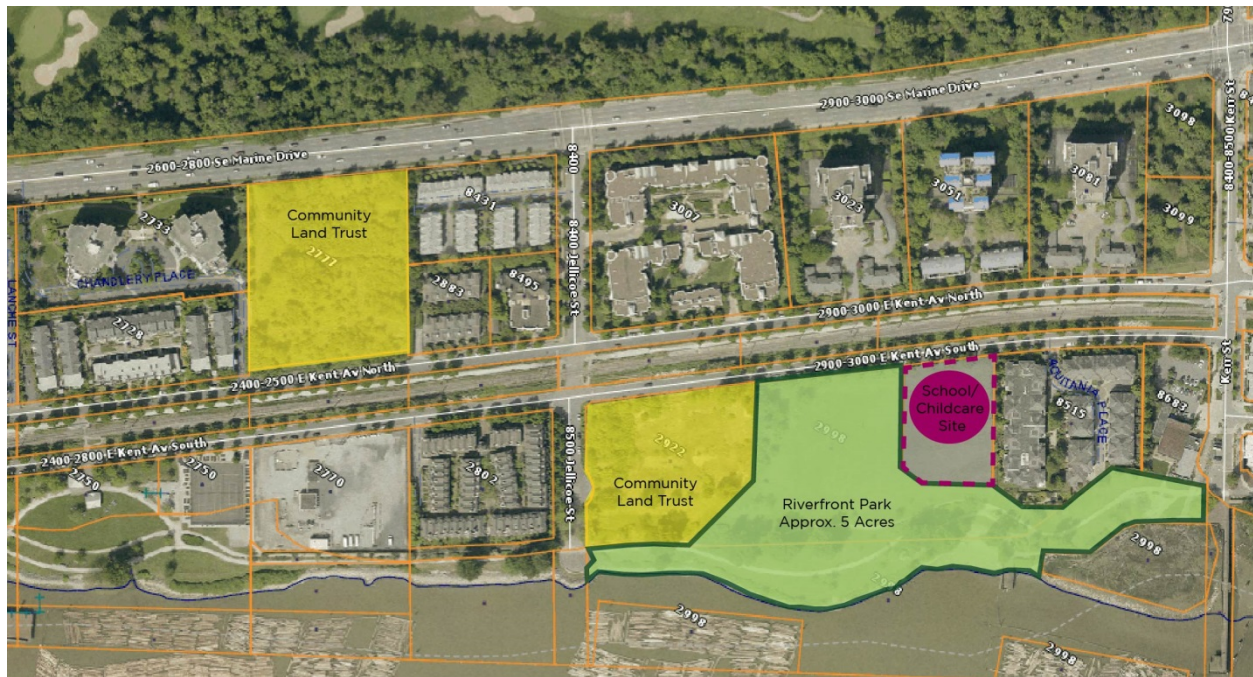 2600-2800 Se Marine Drive
2900-3000 Se Marine Drive
8400-8500 Kerr St
8400
8400 Jellicoe St
3098
3099
2733
CHANDLERY PLACE
Community
Land Trust
2777
8431
3007
3023
3051
3081
2883
8495
2728
2400-2500 E Kent Av North
2900-3000 E Kent Av North
2900-3000 E Kent Av South
Kerr St
2400-2800 E Kent Av South
8500 Jellicoe St
School/
Childcare
Site
AQUITANIA PLACE
8515
8683
2750
2750
2770
2802
2922
2998
Community
Land Trust
Riverfront Park
Approx. 5 Acres
2998
2998
2998
2998